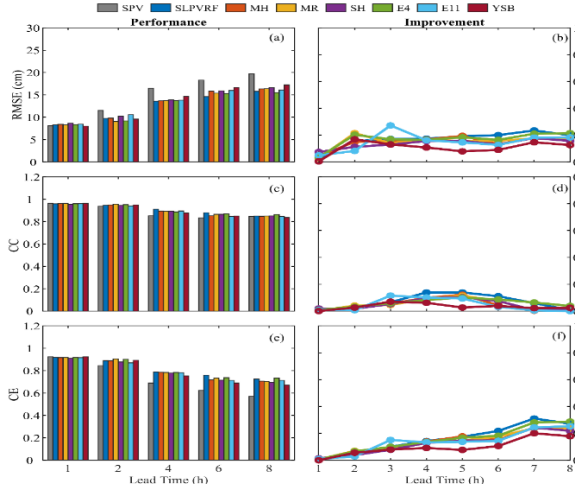 SPV SLPVRF MH MR SH E4 E11 YSB
Performance Improvement
30
25
20
15
10
5
0
RMSE (cm)
(a) (b)
1.2
1
0.8
0.6
0.4
0.2
0
CC
(c) (d)
1.2
1
0.8
0.6
0.4
0.2
0
CE
(e) (f)
1 2 4 6 8 1 2 3 4 5 6 7 8
Lead Time (h) Lead Time (h)